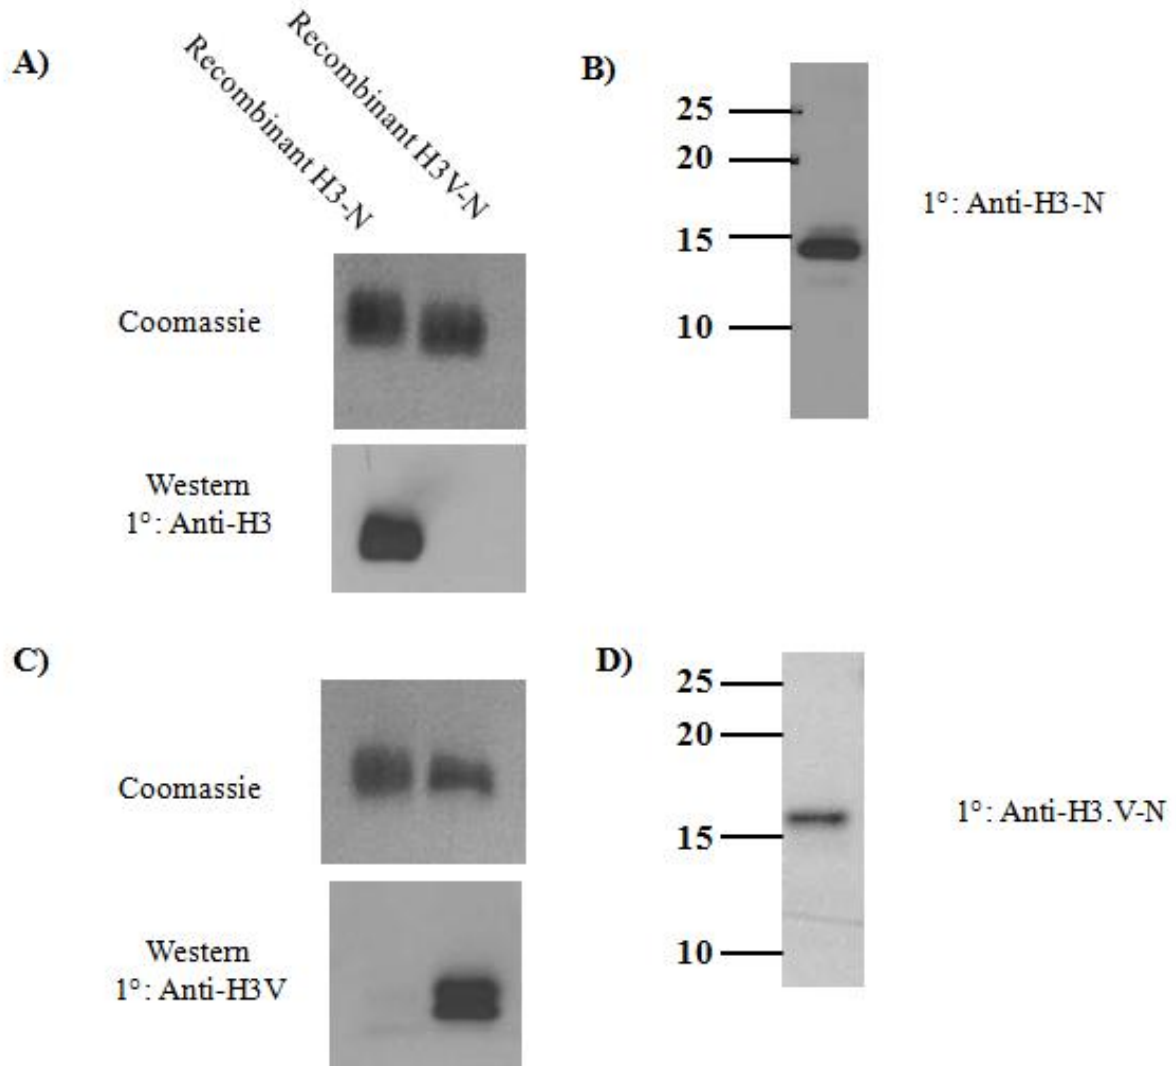 A)
Recombinant H3-N
Recombinant H3V-N
Coomassie
Western
1°: Anti-H3
B)
25
20
15
10
1°: Anti-H3-N
C)
Coomassie
Western
1°: Anti-H3V
D)
25
20
15
10
1°: Anti-H3.V-N